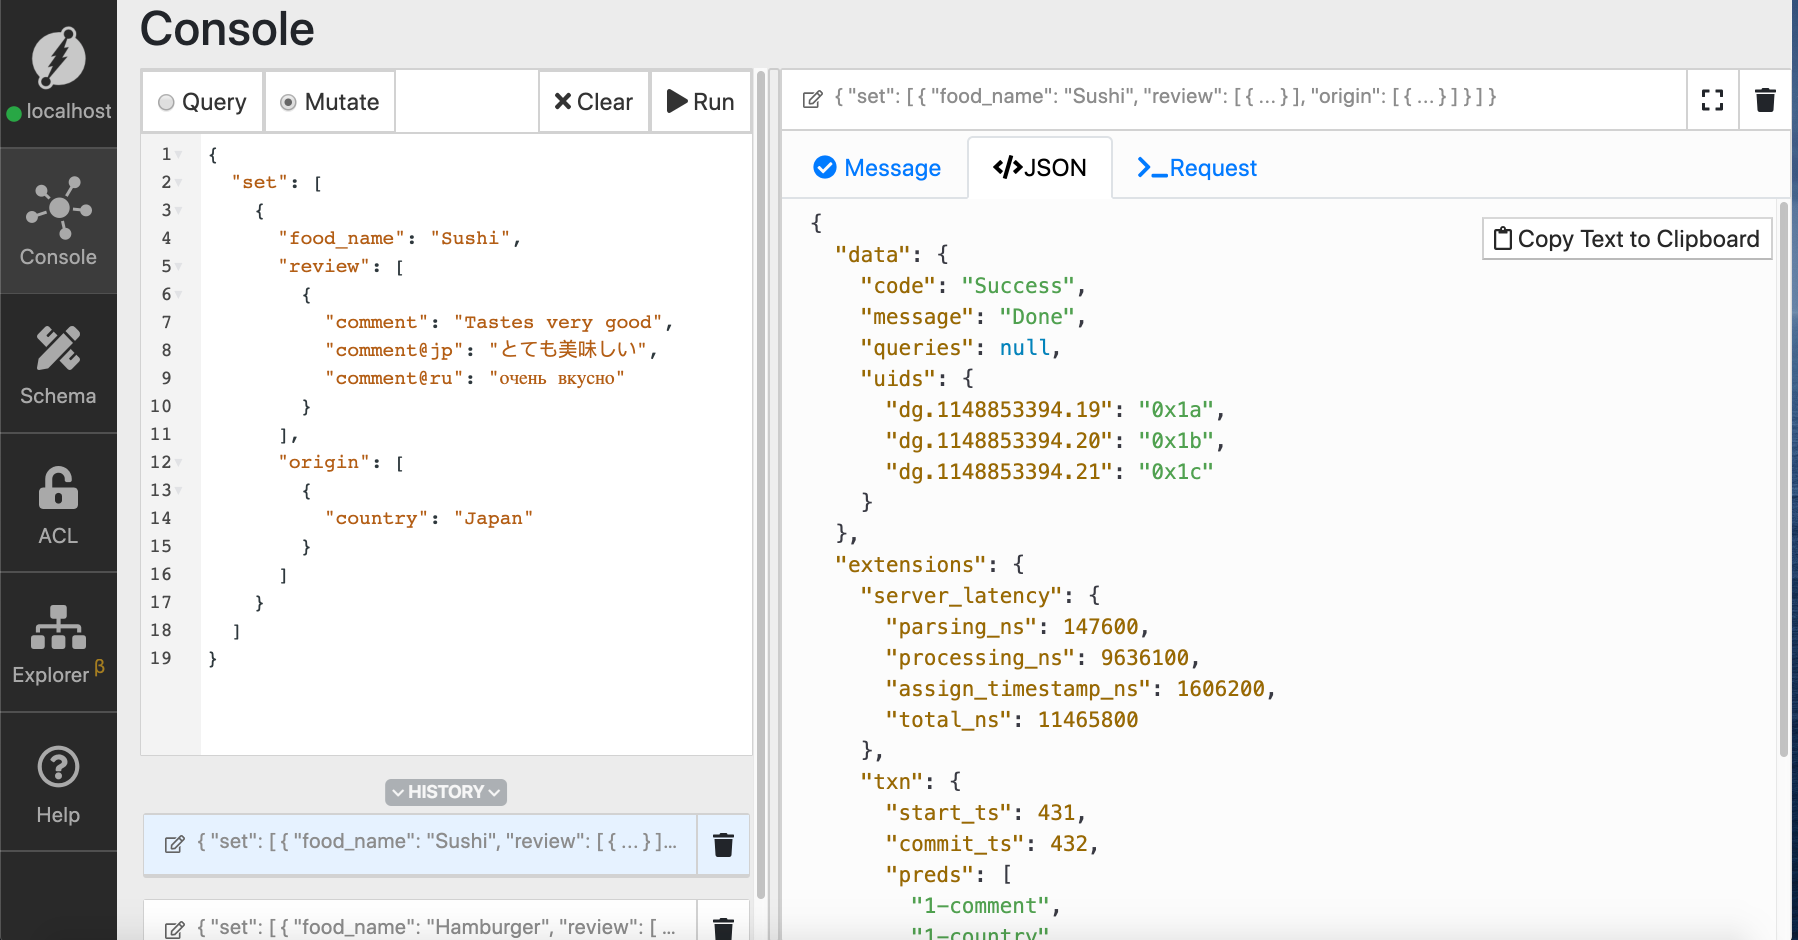 Console
localhost
Console
Schema
ACL
Explorer β
Help
Query
Mutate
Clear
Run
1 {
2 "set": [
3 {
4 "food_name": "Sushi",
5 "review": [
6 {
7 "comment": "Tastes very good",
8 "comment@jp": "とても美味しい",
9 "comment@ru": "очень вкусно"
10 }
11 ],
12 "origin": [
13 {
14 "country": "Japan"
15 }
16 ]
17 }
18 ]
19 }
HISTORY
{ "set": [ { "food_name": "Sushi", "review": [ { ... } ]...
{ "set": [ { "food_name": "Hamburger", "review": [ ...
{ "set": [ { "food_name": "Sushi", "review": [ { ... } ], "origin": [ { ... } ] } ] }
Message
</>JSON
Request
Copy Text to Clipboard
{
"data": {
"code": "Success",
"message": "Done",
"queries": null,
"uids": {
"dg.1148853394.19": "0x1a",
"dg.1148853394.20": "0x1b",
"dg.1148853394.21": "0x1c"
}
},
"extensions": {
"server_latency": {
"parsing_ns": 147600,
"processing_ns": 9636100,
"assign_timestamp_ns": 1606200,
"total_ns": 11465800
},
"txn": {
"start_ts": 431,
"commit_ts": 432,
"preds": [
"1-comment",
"1-country"